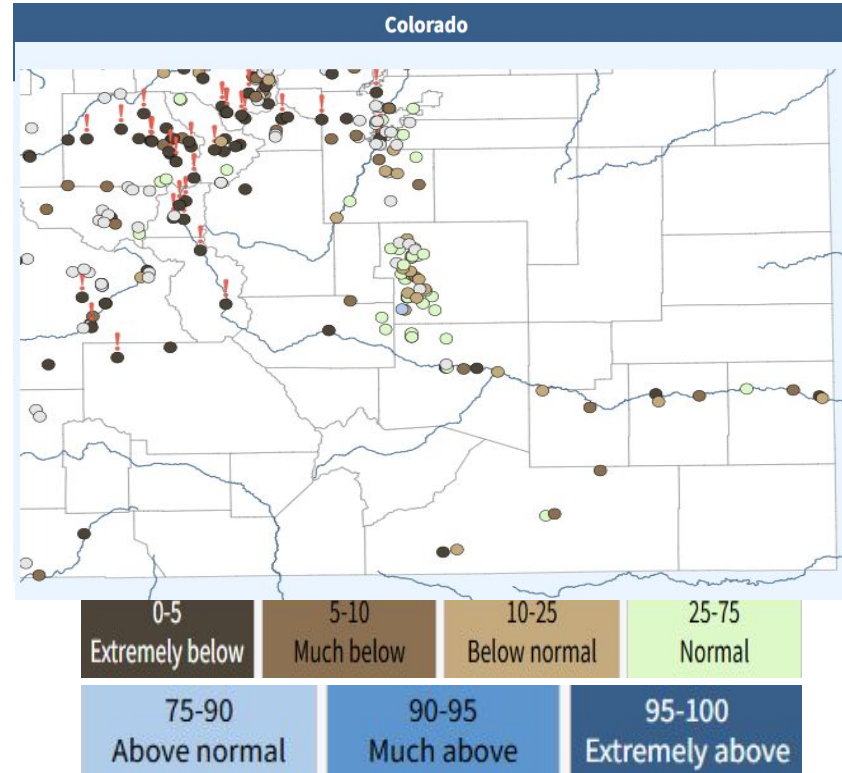 Colorado
0-5
Extremely below
5-10
Much below
10-25
Below normal
25-75
Normal
75-90
Above normal
90-95
Much above
95-100
Extremely above